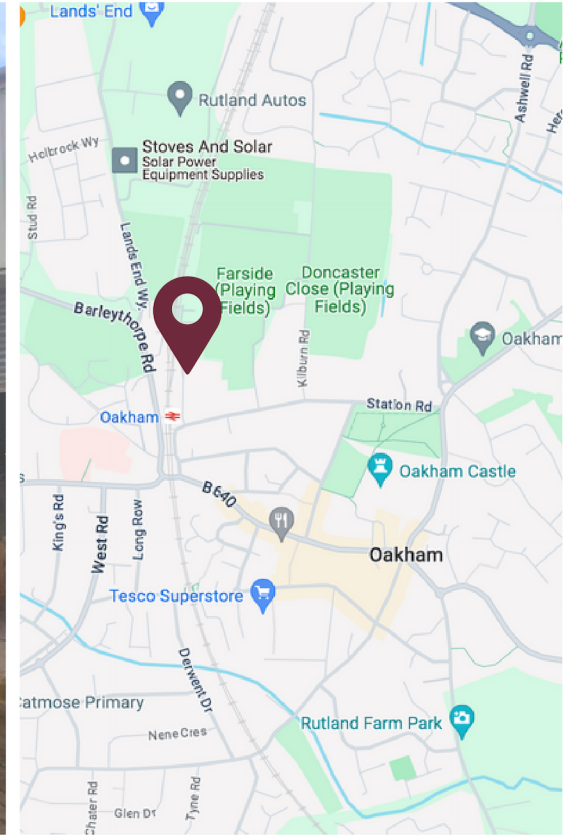 Lands' End
Ashwell Rd
Rutland Autos
Holbrock Wy
Stoves And Solar
Solar Power
Equipment Supplies
Stud Rd
Lands End Wy
Farside
(Playing
Fields)
Doncaster
Close (Playing
Fields)
Barleythorpe Rd
Kilburn Rd
Oakham
Station Rd
Oakham
Oakham Castle
B640
King's Rd
West Rd
Long Row
Oakham
Tesco Superstore
Derwent Dr
Catmose Primary
Nene Cres
Rutland Farm Park
Chater Rd
Glen Dr
Tyne Rd